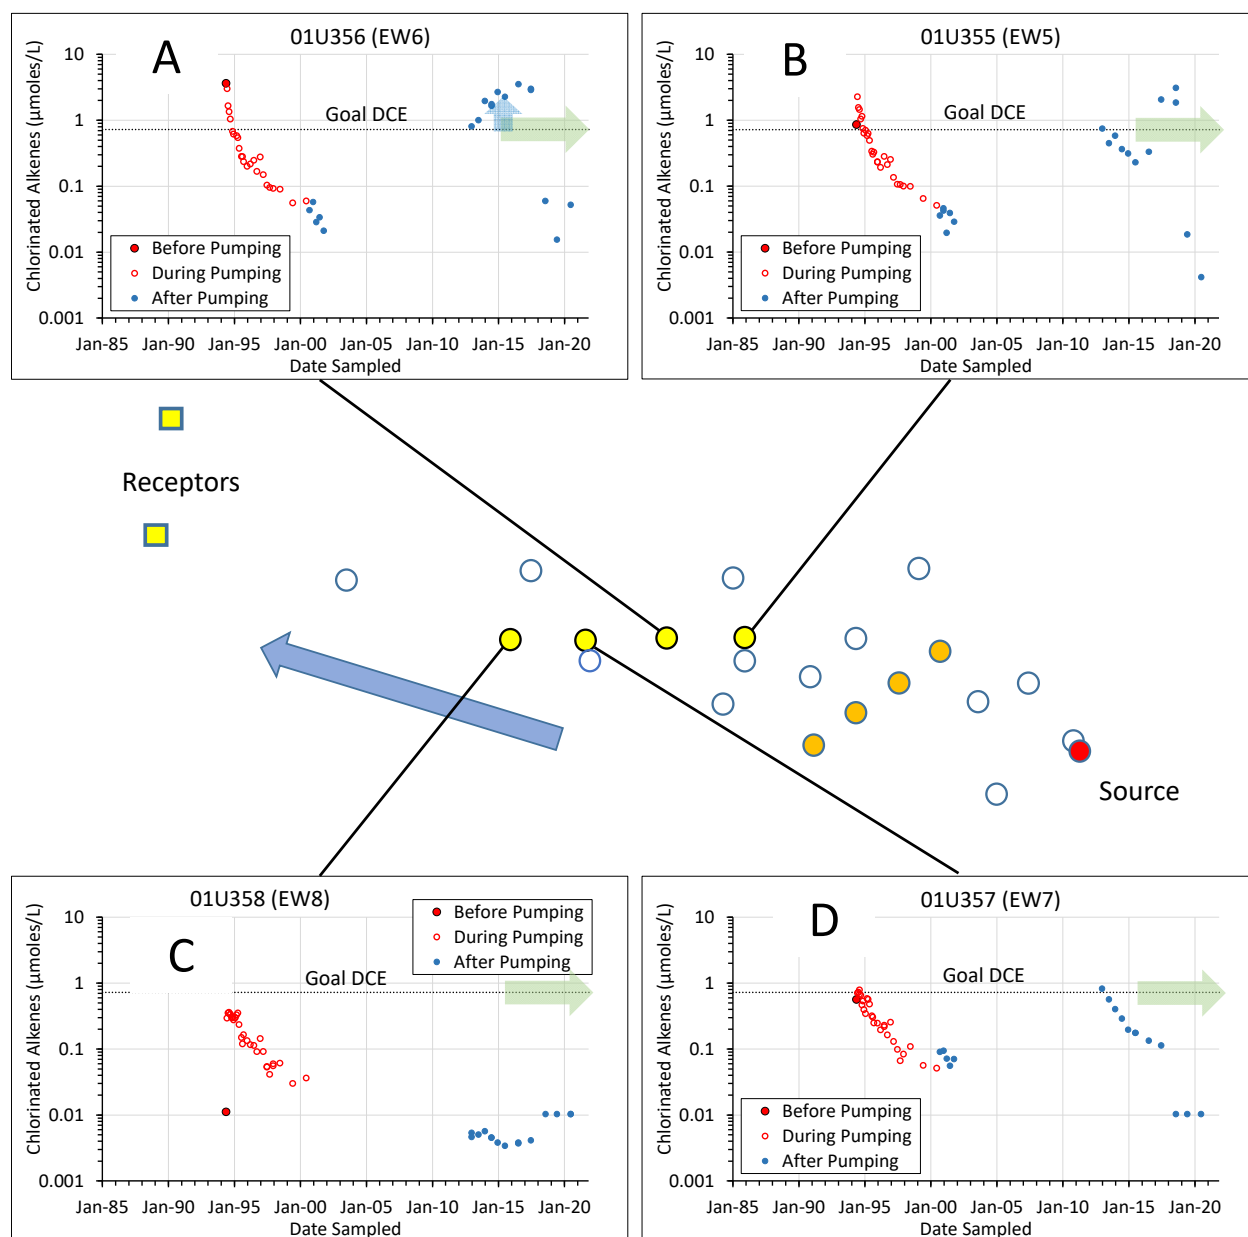 01U356 (EW6)
A
Chlorinated Alkenes (µmoles/L)
10
1
0.1
0.01
0.001
Goal DCE
Before Pumping
During Pumping
After Pumping
Jan-85 Jan-90 Jan-95 Jan-00 Jan-05 Jan-10 Jan-15 Jan-20
Date Sampled
01U355 (EW5)
B
Chlorinated Alkenes (µmoles/L)
10
1
0.1
0.01
0.001
Goal DCE
Before Pumping
During Pumping
After Pumping
Jan-85 Jan-90 Jan-95 Jan-00 Jan-05 Jan-10 Jan-15 Jan-20
Date Sampled
Receptors
Source
01U358 (EW8)
C
Chlorinated Alkenes (µmoles/L)
10
1
0.1
0.01
0.001
Before Pumping
During Pumping
After Pumping
Goal DCE
Jan-85 Jan-90 Jan-95 Jan-00 Jan-05 Jan-10 Jan-15 Jan-20
Date Sampled
01U357 (EW7)
D
Chlorinated Alkenes (µmoles/L)
10
1
0.1
0.01
0.001
Goal DCE
Before Pumping
During Pumping
After Pumping
Jan-85 Jan-90 Jan-95 Jan-00 Jan-05 Jan-10 Jan-15 Jan-20
Date Sampled